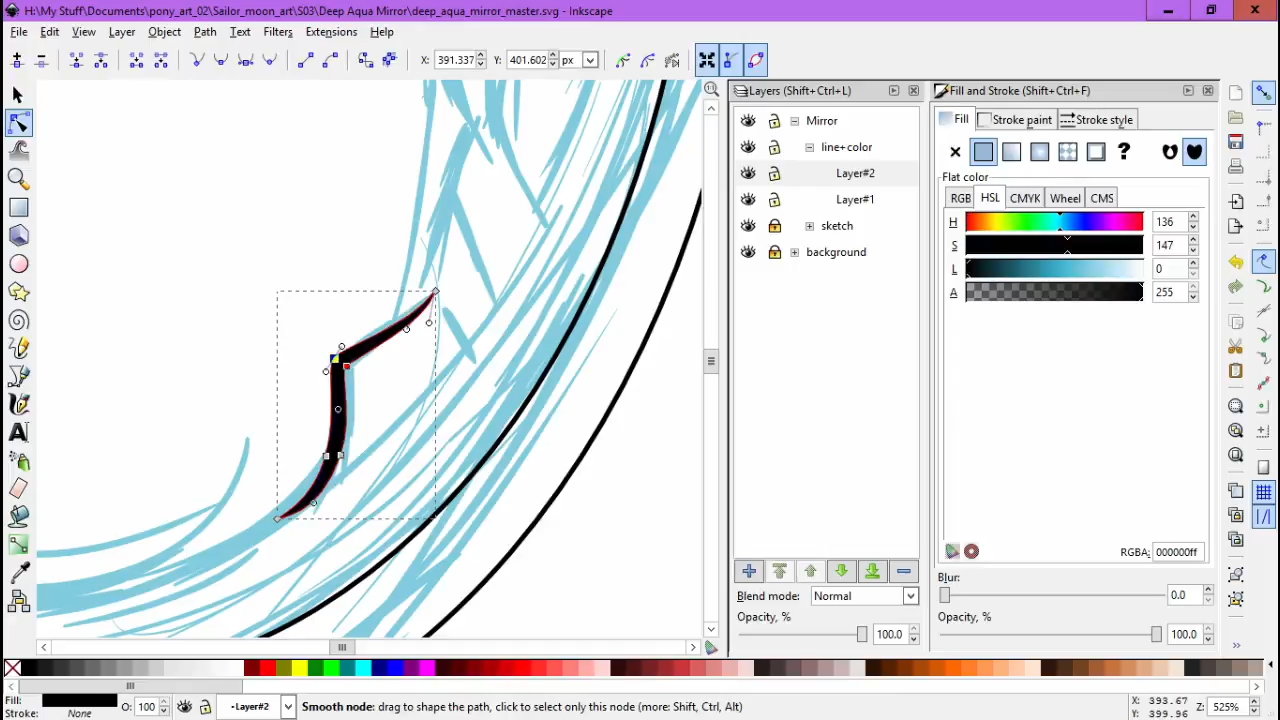 H:\My Stuff\Documents\pony_art_02\Sailor_moon_art\S03\Deep Aqua Mirror\deep_aqua_mirror_master.svg - Inkscape
File Edit View Layer Object Path Text Filters Extensions Help
X: 391.337 Y: 401.602 px
Layers (Shift+Ctrl+L)
Fill and Stroke (Shift+Ctrl+F)
Mirror
line+color
Layer#2
Layer#1
sketch
background
Fill Stroke paint Stroke style
?
Flat color
RGB HSL CMYK Wheel CMS
H 136
S 147
L 0
A 255
RGBA: 000000ff
Blend mode: Normal
Opacity, % 100.0
Blur:
0.0
Opacity, %
100.0
Fill:
Stroke: None
O: 100
Layer#2
Smooth node: drag to shape the path, click to select only this node (more: Shift, Ctrl, Alt)
X: 393.67
Y: 399.96
Z: 525%